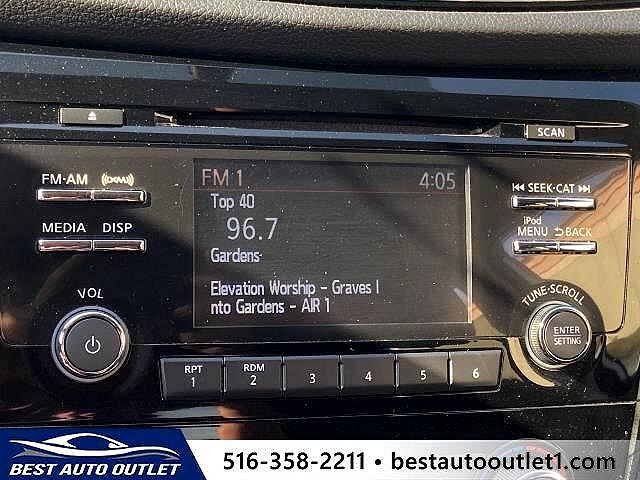 SCAN
FM·AM (XM)
FM 1 4:05
SEEK·CAT
Top 40
iPod
MEDIA DISP
96.7
MENU BACK
Gardens
VOL
Elevation Worship - Graves I
nto Gardens - AIR 1
TUNE·SCROLL
ENTER
SETTING
RPT RDM
1 2 3 4 5 6
BEST AUTO OUTLET
516-358-2211 • bestautooutlet1.com